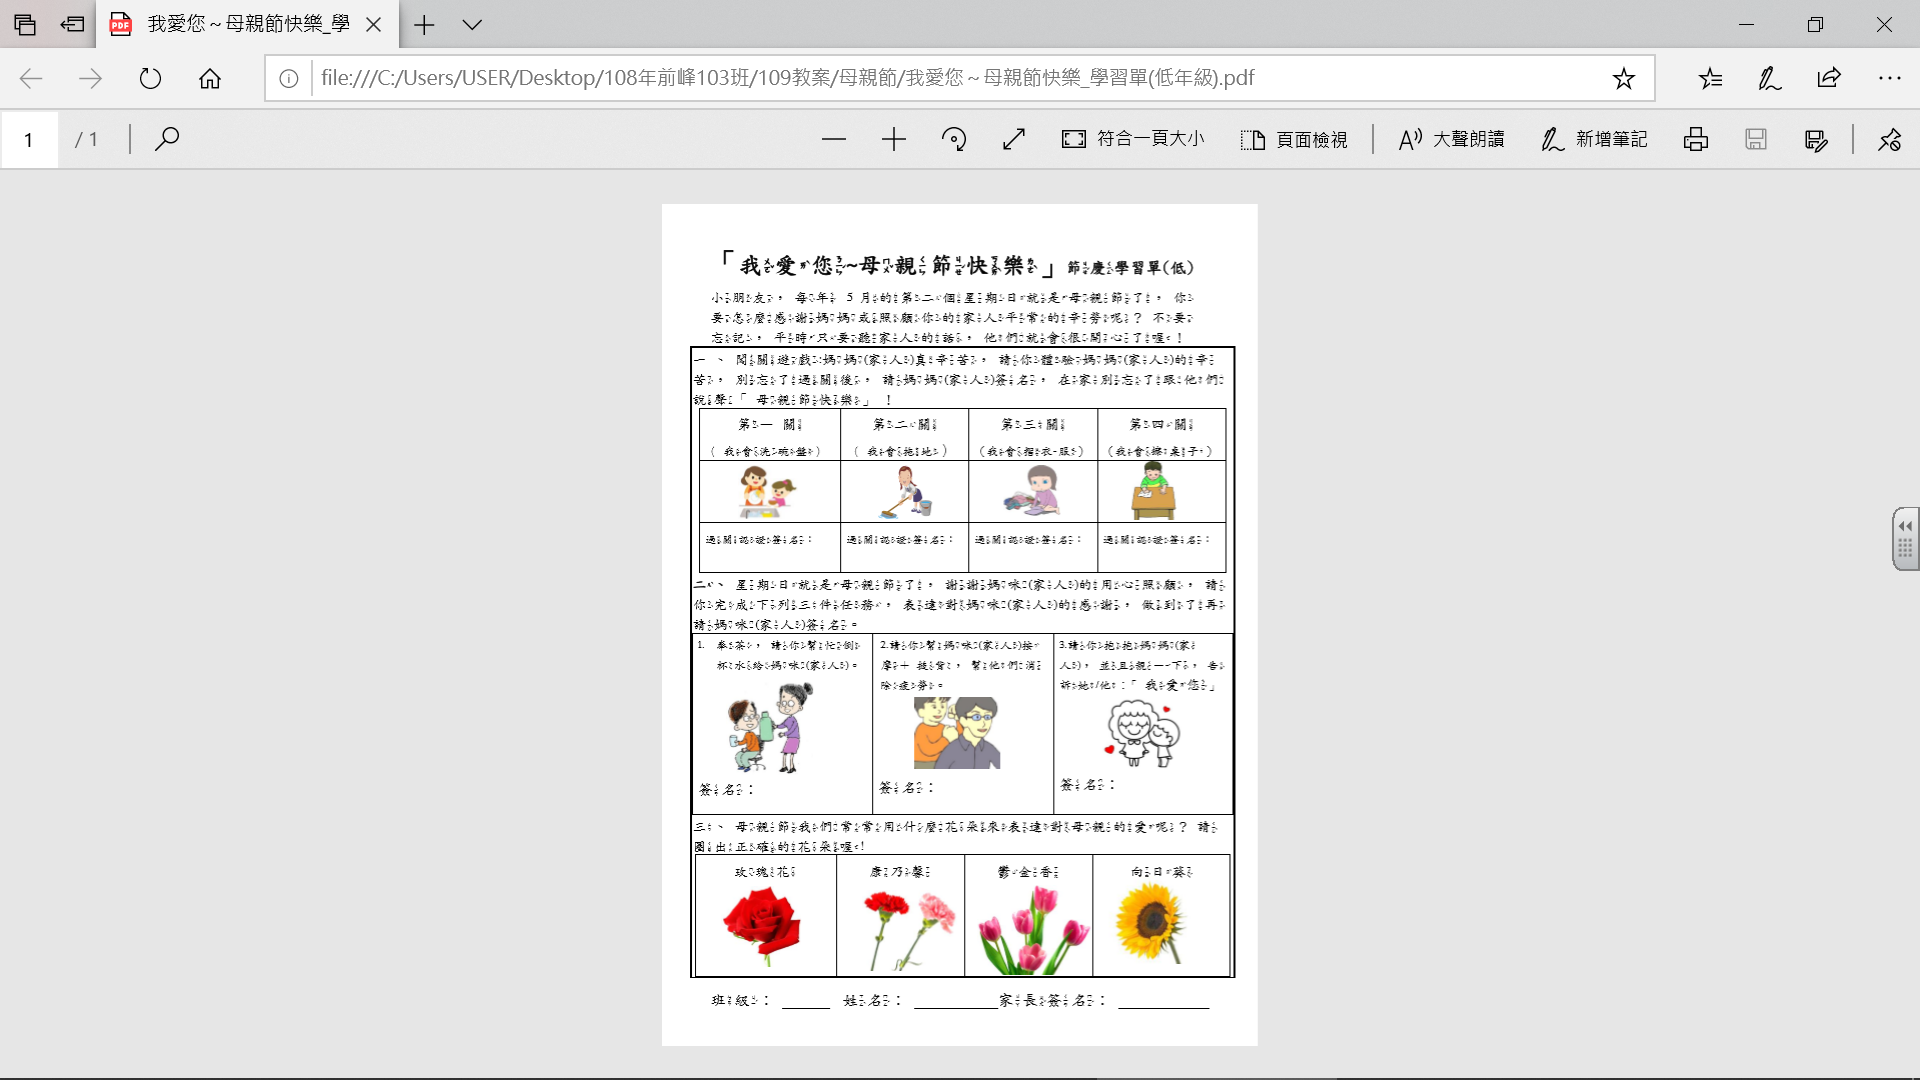 我愛您～母親節快樂_學
file:///C:/Users/USER/Desktop/108年前峰103班/109教案/母親節/我愛您～母親節快樂_學習單(低年級).pdf
1 / 1 符合一頁大小 頁面檢視 大聲朗讀 新增筆記
「我愛您~母親節快樂」節慶學習單(低)
小朋友，每年 5 月的第二個星期日就是母親節了，你
要怎麼感謝媽媽或照顧你的家人平常的辛勞呢？不要
忘記，平時只要聽家人的話，他們就會很開心了喔！
一、闖關遊戲:媽媽(家人)真辛苦，請你體驗媽媽(家人)的辛
苦，別忘了過關後，請媽媽(家人)簽名，在家別忘了跟他們
說聲「母親節快樂」！
第一關 第二關 第三關 第四關
(我會洗碗盤) (我會拖地) (我會摺衣服) (我會擦桌子)
過關認證簽名： 過關認證簽名： 過關認證簽名： 過關認證簽名：
二、星期日就是母親節了，謝謝媽咪(家人)的用心照顧，請
你完成下列三件任務，表達對媽咪(家人)的感謝，做到了再
請媽咪(家人)簽名。
1. 奉茶，請你幫忙倒
杯水給媽咪(家人)。
簽名：
2.請你幫媽咪(家人)按
摩＋搥背，幫他們消
除疲勞。
簽名：
3.請你抱抱媽媽(家
人)，並且親一下，告
訴她/他:「我愛您」
簽名：
三、母親節我們常常用什麼花朵來表達對母親的愛呢？請
圈出正確的花朵喔!
玫瑰花 康乃馨 鬱金香 向日葵
班級： 姓名： 家長簽名：